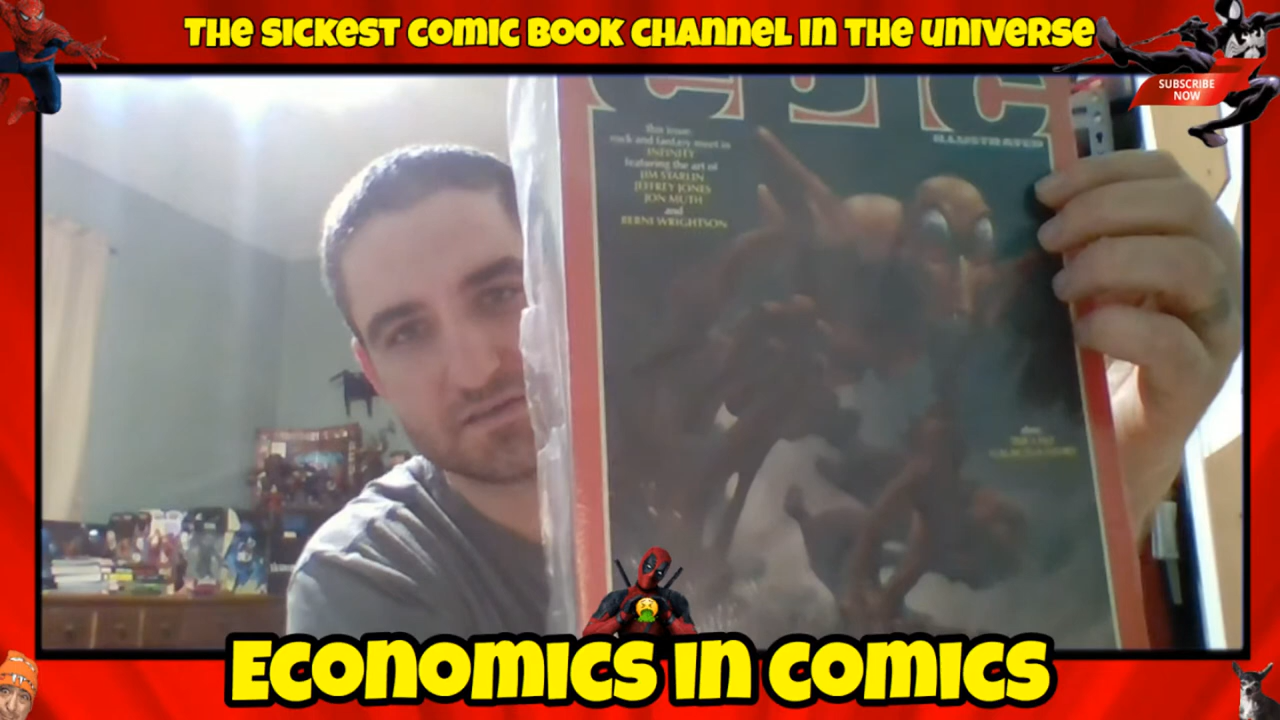 THE SICKEST COMIC BOOK CHANNEL IN THE UNIVERSE
SUBSCRIBE
NOW
EPIC
ILLUSTRATED
This issue
rock and fantasy meet in
INFINITY
featuring the art of
JIM STARLIN
JEFFREY JONES
JON MUTH
and
BERNI WRIGHTSON
ECONOMICS IN COMICS